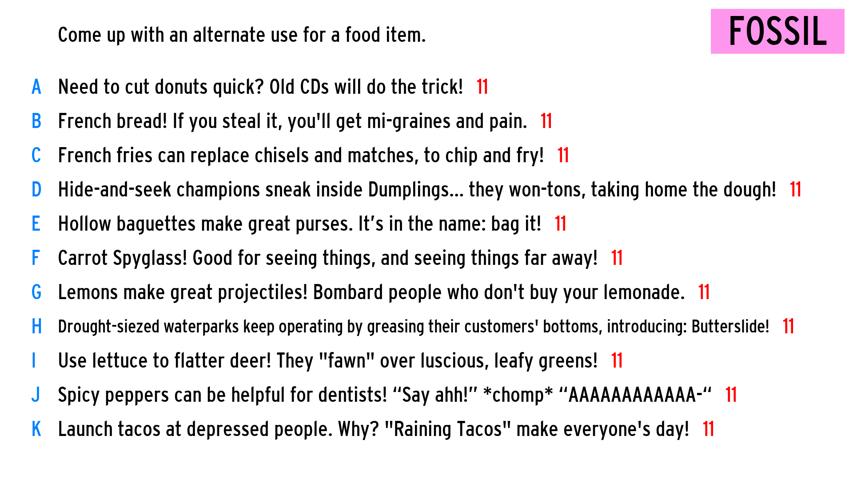 Come up with an alternate use for a food item.
FOSSIL
A Need to cut donuts quick? Old CDs will do the trick! 11
B French bread! If you steal it, you'll get mi-graines and pain. 11
C French fries can replace chisels and matches, to chip and fry! 11
D Hide-and-seek champions sneak inside Dumplings... they won-tons, taking home the dough! 11
E Hollow baguettes make great purses. It’s in the name: bag it! 11
F Carrot Spyglass! Good for seeing things, and seeing things far away! 11
G Lemons make great projectiles! Bombard people who don't buy your lemonade. 11
H Drought-siezed waterparks keep operating by greasing their customers' bottoms, introducing: Butterslide! 11
I Use lettuce to flatter deer! They "fawn" over luscious, leafy greens! 11
J Spicy peppers can be helpful for dentists! “Say ahh!” *chomp* “AAAAAAAAAAAA-“ 11
K Launch tacos at depressed people. Why? "Raining Tacos" make everyone's day! 11